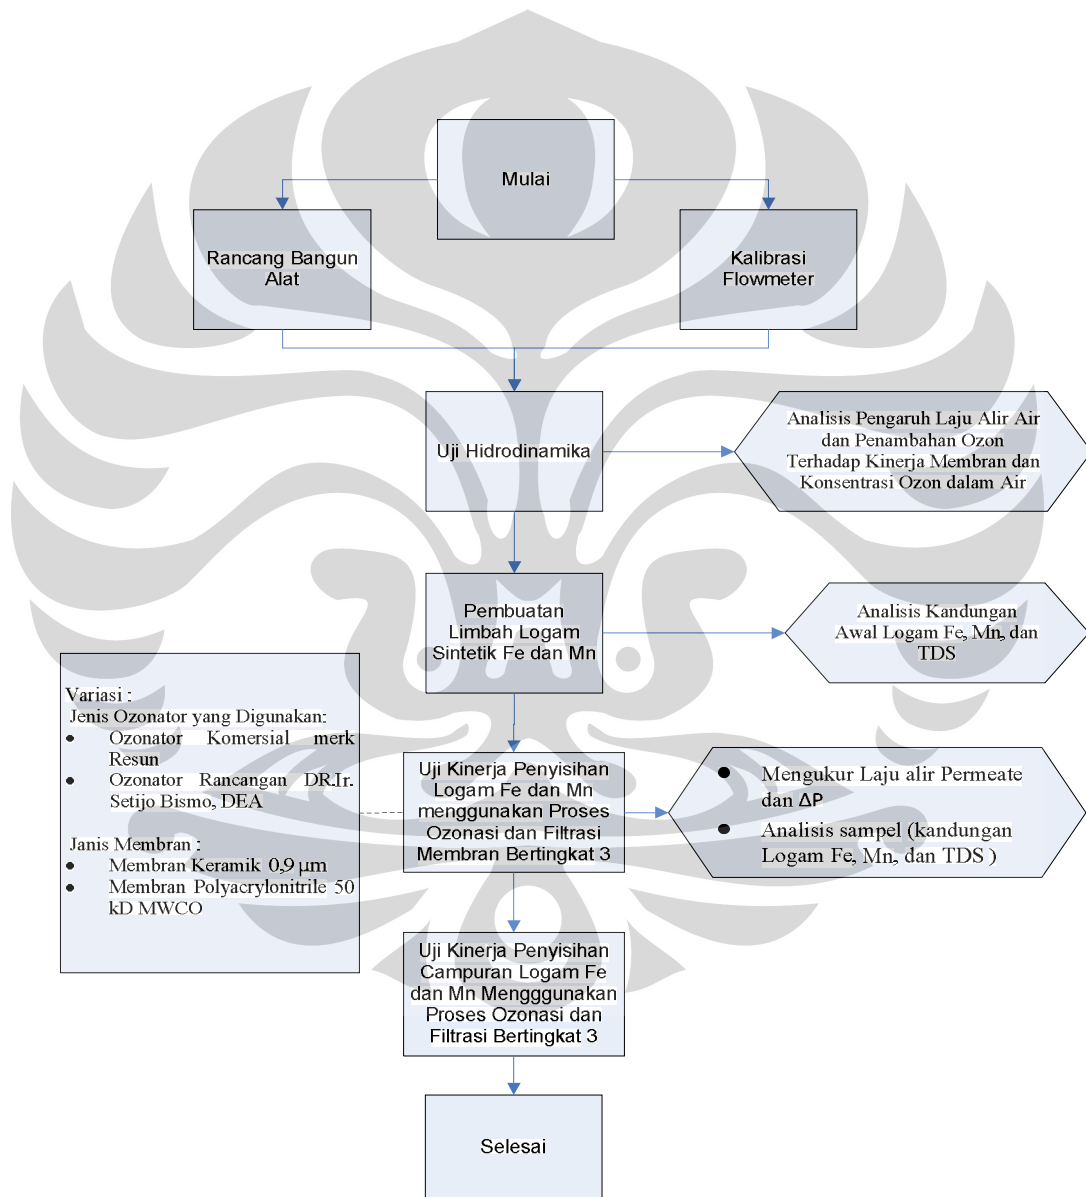 Mulai
Rancang Bangun
Alat
Kalibrasi
Flowmeter
Uji Hidrodinamika
Analisis Pengaruh Laju Alir Air
dan Penambahan Ozon
Terhadap Kinerja Membran dan
Konsentrasi Ozon dalam Air
Pembuatan
Limbah Logam
Sintetik Fe dan Mn
Analisis Kandungan
Awal Logam Fe, Mn, dan
TDS
Variasi :
Jenis Ozonator yang Digunakan:
• Ozonator Komersial merk
Resun
• Ozonator Rancangan DR.Ir.
Setijo Bismo, DEA
Janis Membran :
• Membran Keramik 0,9 µm
• Membran Polyacrylonitrile 50
kD MWCO
Uji Kinerja Penyisihan
Logam Fe dan Mn
menggunakan Proses
Ozonasi dan Filtrasi
Membran Bertingkat 3
• Mengukur Laju alir Permeate
dan ΔP
• Analisis sampel (kandungan
Logam Fe, Mn, dan TDS )
Uji Kinerja Penyisihan
Campuran Logam Fe
dan Mn Mengggunakan
Proses Ozonasi dan
Filtrasi Bertingkat 3
Selesai